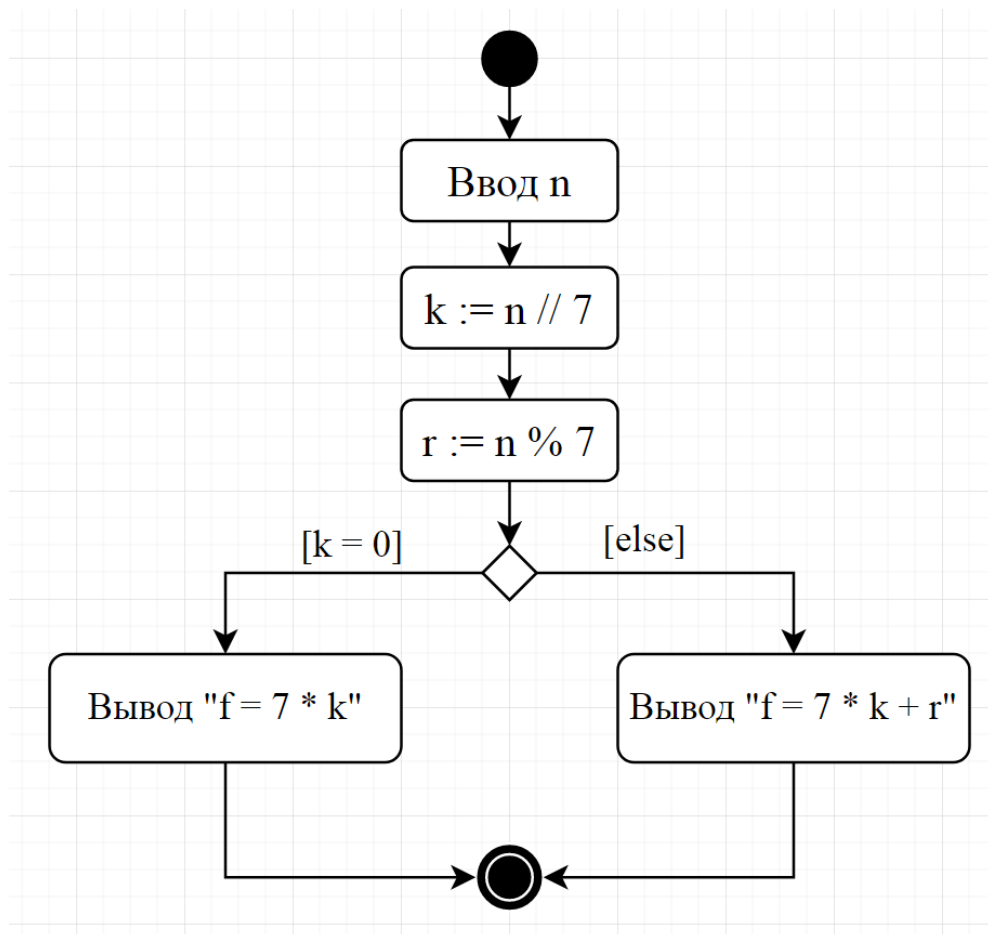 Ввод n
k := n // 7
r := n % 7
[k = 0]
[else]
Вывод "f = 7 * k"
Вывод "f = 7 * k + r"